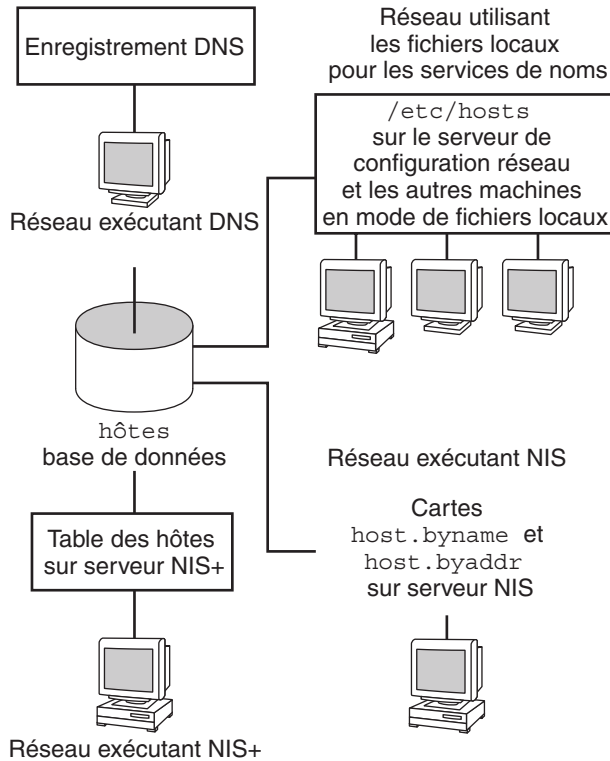 Enregistrement DNS
Réseau exécutant DNS
Réseau utilisant
les fichiers locaux
pour les services de noms
/etc/hosts
sur le serveur de
configuration réseau
et les autres machines
en mode de fichiers locaux
hôtes
base de données
Table des hôtes
sur serveur NIS+
Réseau exécutant NIS+
Réseau exécutant NIS
Cartes
host.byname et
host.byaddr
sur serveur NIS